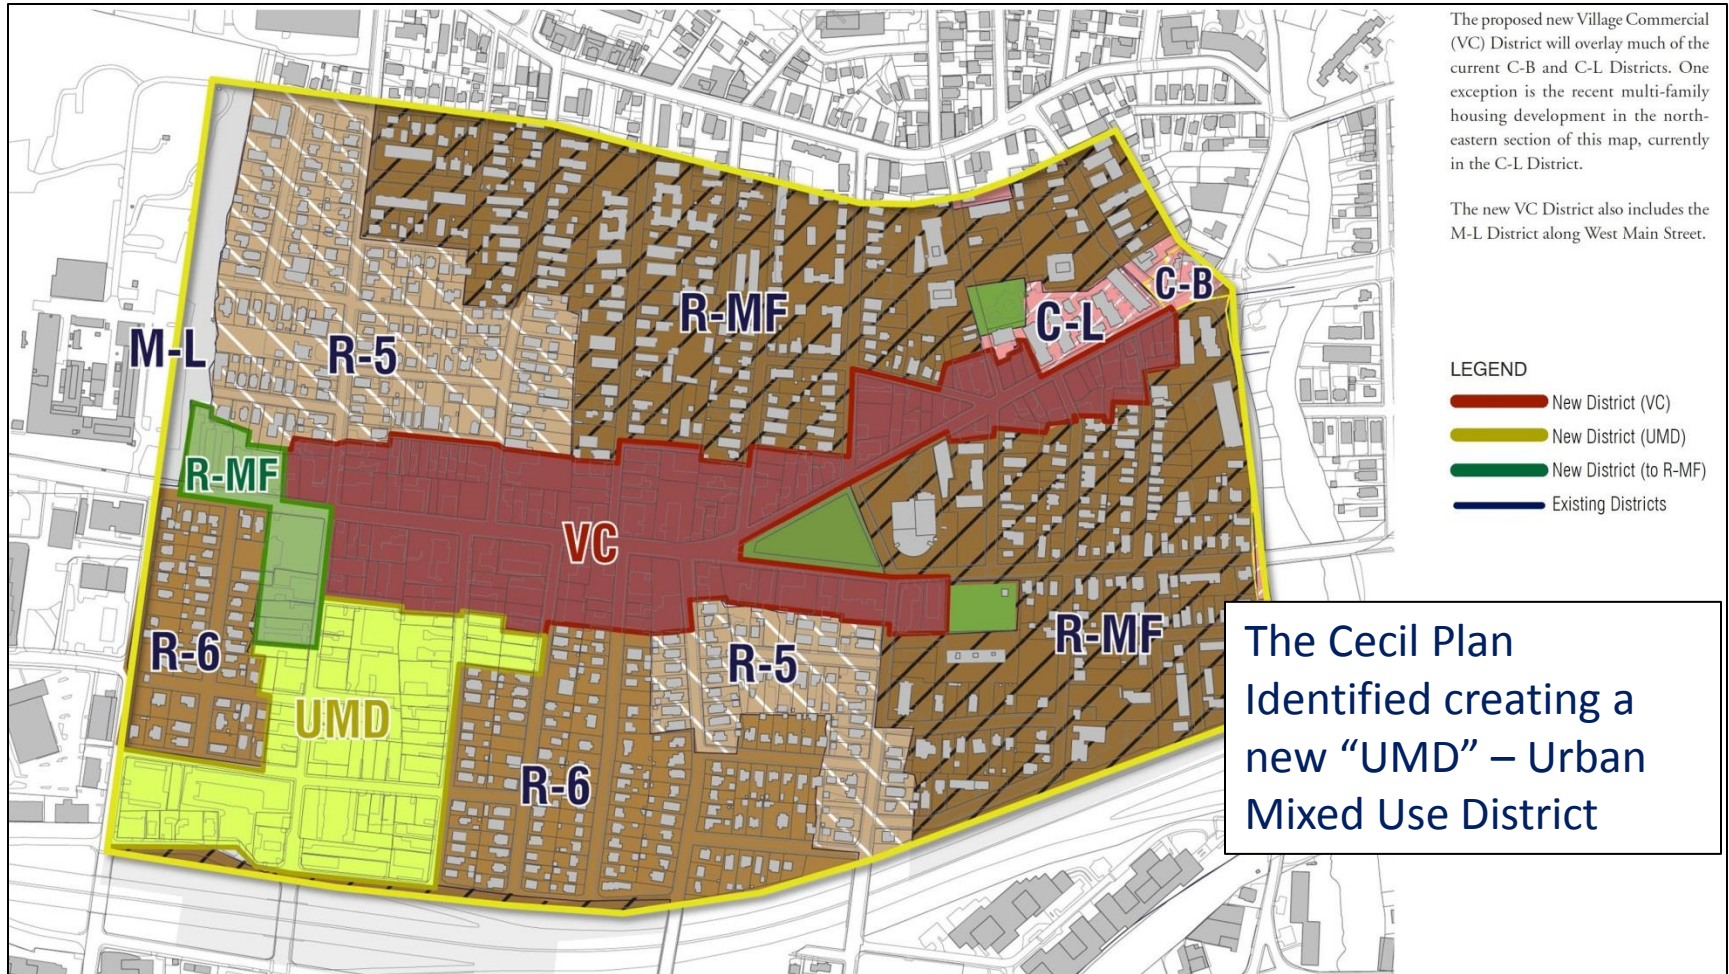 The proposed new Village Commercial
(VC) District will overlay much of the
current C-B and C-L Districts. One
exception is the recent multi-family
housing development in the north-
eastern section of this map, currently
in the C-L District.
The new VC District also includes the
M-L District along West Main Street.
LEGEND
New District (VC)
New District (UMD)
New District (to R-MF)
Existing Districts
C-B
R-MF
C-L
M-L
R-5
R-MF
VC
R-6
R-5
R-MF
UMD
R-6
The Cecil Plan
Identified creating a
new “UMD” – Urban
Mixed Use District